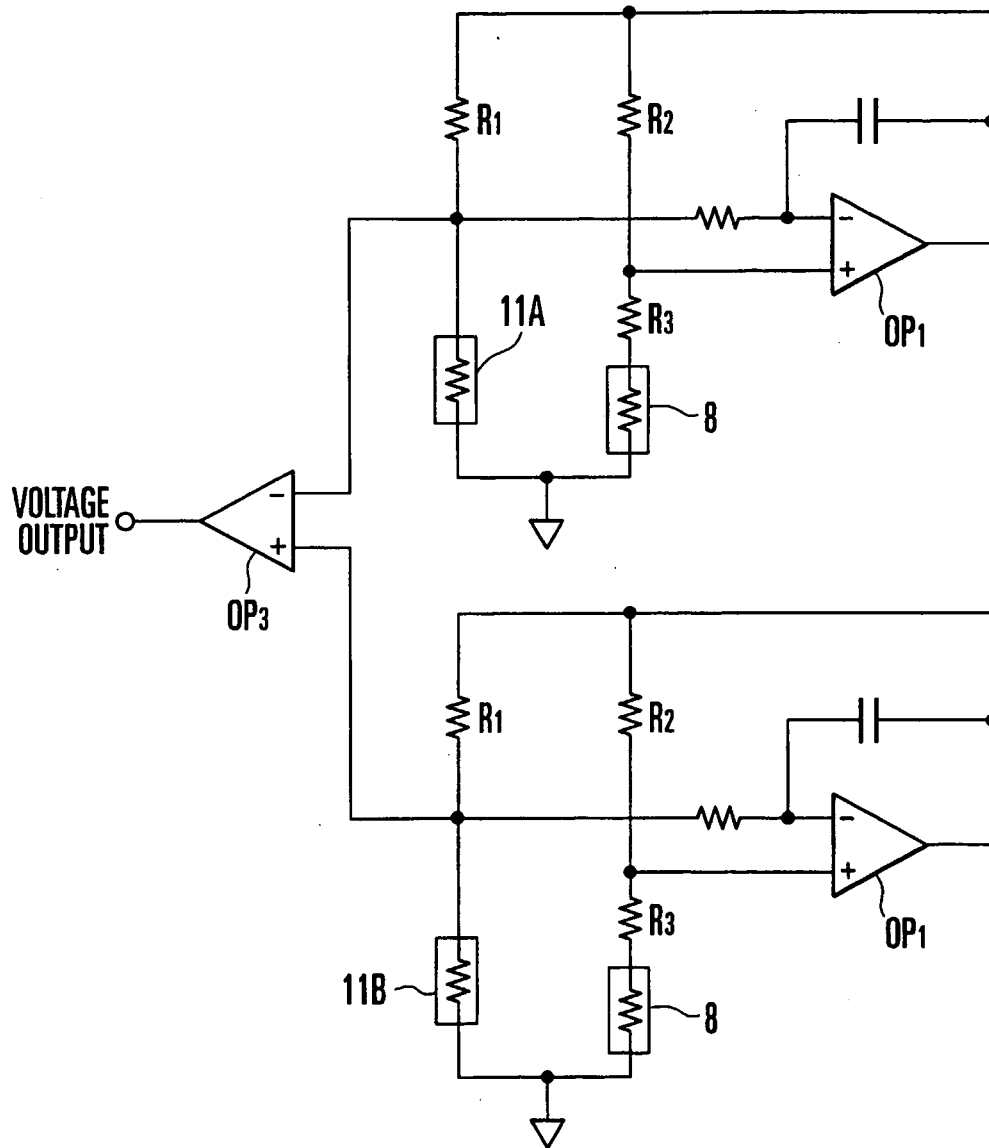 R1
R2
-
+
OP1
R3
11A
8
VOLTAGE
OUTPUT
-
+
OP3
R1
R2
-
+
OP1
R3
11B
8